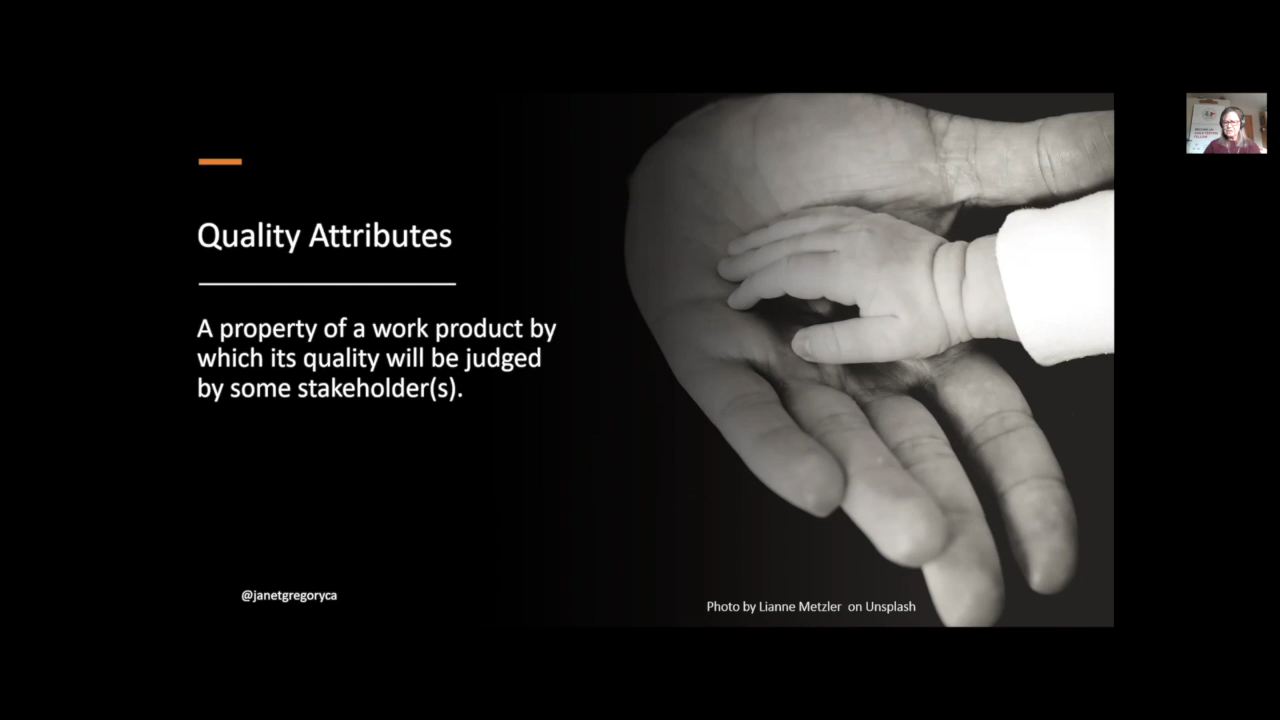 Quality Attributes
A property of a work product by
which its quality will be judged
by some stakeholder(s).
@janetgregoryca
Photo by Lianne Metzler on Unsplash